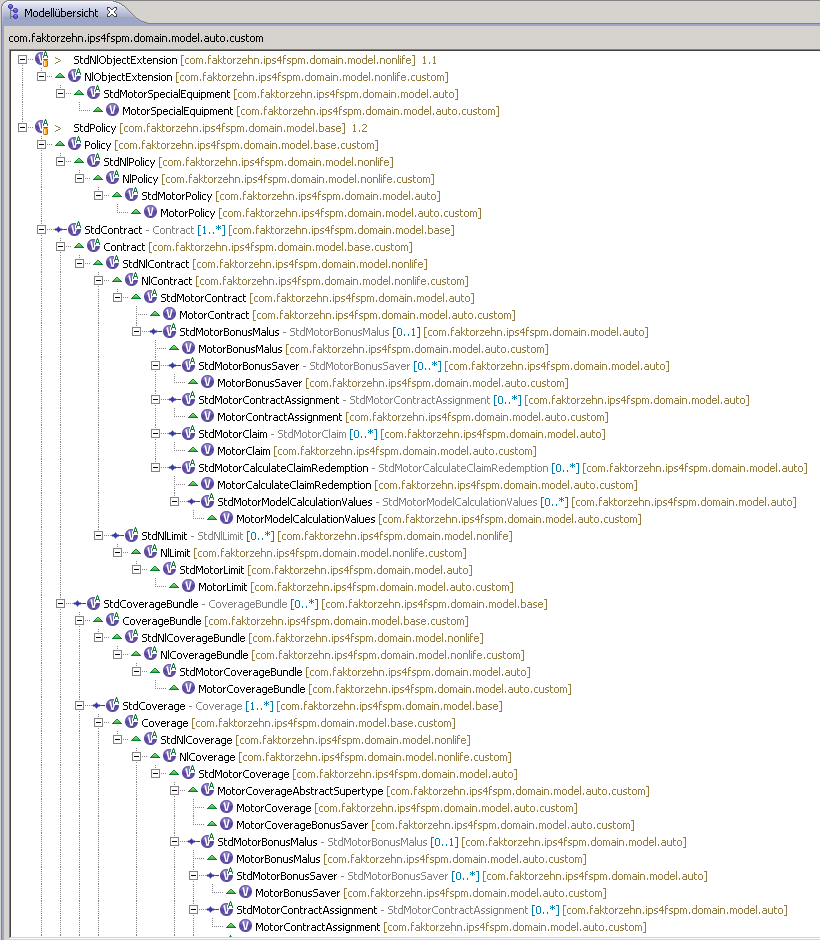 Modellübersicht
com.faktorzehn.ips4fspm.domain.model.auto.custom
> StdNlObjectExtension [com.faktorzehn.ips4fspm.domain.model.nonlife] 1.1
NlObjectExtension [com.faktorzehn.ips4fspm.domain.model.nonlife.custom]
StdMotorSpecialEquipment [com.faktorzehn.ips4fspm.domain.model.auto]
MotorSpecialEquipment [com.faktorzehn.ips4fspm.domain.model.auto.custom]
> StdPolicy [com.faktorzehn.ips4fspm.domain.model.base] 1.2
Policy [com.faktorzehn.ips4fspm.domain.model.base.custom]
StdNlPolicy [com.faktorzehn.ips4fspm.domain.model.nonlife]
NlPolicy [com.faktorzehn.ips4fspm.domain.model.nonlife.custom]
StdMotorPolicy [com.faktorzehn.ips4fspm.domain.model.auto]
MotorPolicy [com.faktorzehn.ips4fspm.domain.model.auto.custom]
StdContract - Contract [1..*] [com.faktorzehn.ips4fspm.domain.model.base]
Contract [com.faktorzehn.ips4fspm.domain.model.base.custom]
StdNlContract [com.faktorzehn.ips4fspm.domain.model.nonlife]
NlContract [com.faktorzehn.ips4fspm.domain.model.nonlife.custom]
StdMotorContract [com.faktorzehn.ips4fspm.domain.model.auto]
MotorContract [com.faktorzehn.ips4fspm.domain.model.auto.custom]
StdMotorBonusMalus - StdMotorBonusMalus [0..1] [com.faktorzehn.ips4fspm.domain.model.auto]
MotorBonusMalus [com.faktorzehn.ips4fspm.domain.model.auto.custom]
StdMotorBonusSaver - StdMotorBonusSaver [0..*] [com.faktorzehn.ips4fspm.domain.model.auto]
MotorBonusSaver [com.faktorzehn.ips4fspm.domain.model.auto.custom]
StdMotorContractAssignment - StdMotorContractAssignment [0..*] [com.faktorzehn.ips4fspm.domain.model.auto]
MotorContractAssignment [com.faktorzehn.ips4fspm.domain.model.auto.custom]
StdMotorClaim - StdMotorClaim [0..*] [com.faktorzehn.ips4fspm.domain.model.auto]
MotorClaim [com.faktorzehn.ips4fspm.domain.model.auto.custom]
StdMotorCalculateClaimRedemption - StdMotorCalculateClaimRedemption [0..*] [com.faktorzehn.ips4fspm.domain.model.auto]
MotorCalculateClaimRedemption [com.faktorzehn.ips4fspm.domain.model.auto.custom]
StdMotorModelCalculationValues - StdMotorModelCalculationValues [0..*] [com.faktorzehn.ips4fspm.domain.model.auto]
MotorModelCalculationValues [com.faktorzehn.ips4fspm.domain.model.auto.custom]
StdNlLimit - StdNlLimit [0..*] [com.faktorzehn.ips4fspm.domain.model.nonlife]
NlLimit [com.faktorzehn.ips4fspm.domain.model.nonlife.custom]
StdMotorLimit [com.faktorzehn.ips4fspm.domain.model.auto]
MotorLimit [com.faktorzehn.ips4fspm.domain.model.auto.custom]
StdCoverageBundle - CoverageBundle [0..*] [com.faktorzehn.ips4fspm.domain.model.base]
CoverageBundle [com.faktorzehn.ips4fspm.domain.model.base.custom]
StdNlCoverageBundle [com.faktorzehn.ips4fspm.domain.model.nonlife]
NlCoverageBundle [com.faktorzehn.ips4fspm.domain.model.nonlife.custom]
StdMotorCoverageBundle [com.faktorzehn.ips4fspm.domain.model.auto]
MotorCoverageBundle [com.faktorzehn.ips4fspm.domain.model.auto.custom]
StdCoverage - Coverage [1..*] [com.faktorzehn.ips4fspm.domain.model.base]
Coverage [com.faktorzehn.ips4fspm.domain.model.base.custom]
StdNlCoverage [com.faktorzehn.ips4fspm.domain.model.nonlife]
NlCoverage [com.faktorzehn.ips4fspm.domain.model.nonlife.custom]
StdMotorCoverage [com.faktorzehn.ips4fspm.domain.model.auto]
MotorCoverageAbstractSupertype [com.faktorzehn.ips4fspm.domain.model.auto.custom]
MotorCoverage [com.faktorzehn.ips4fspm.domain.model.auto.custom]
MotorCoverageBonusSaver [com.faktorzehn.ips4fspm.domain.model.auto.custom]
StdMotorBonusMalus - StdMotorBonusMalus [0..1] [com.faktorzehn.ips4fspm.domain.model.auto]
MotorBonusMalus [com.faktorzehn.ips4fspm.domain.model.auto.custom]
StdMotorBonusSaver - StdMotorBonusSaver [0..*] [com.faktorzehn.ips4fspm.domain.model.auto]
MotorBonusSaver [com.faktorzehn.ips4fspm.domain.model.auto.custom]
StdMotorContractAssignment - StdMotorContractAssignment [0..*] [com.faktorzehn.ips4fspm.domain.model.auto]
MotorContractAssignment [com.faktorzehn.ips4fspm.domain.model.auto.custom]